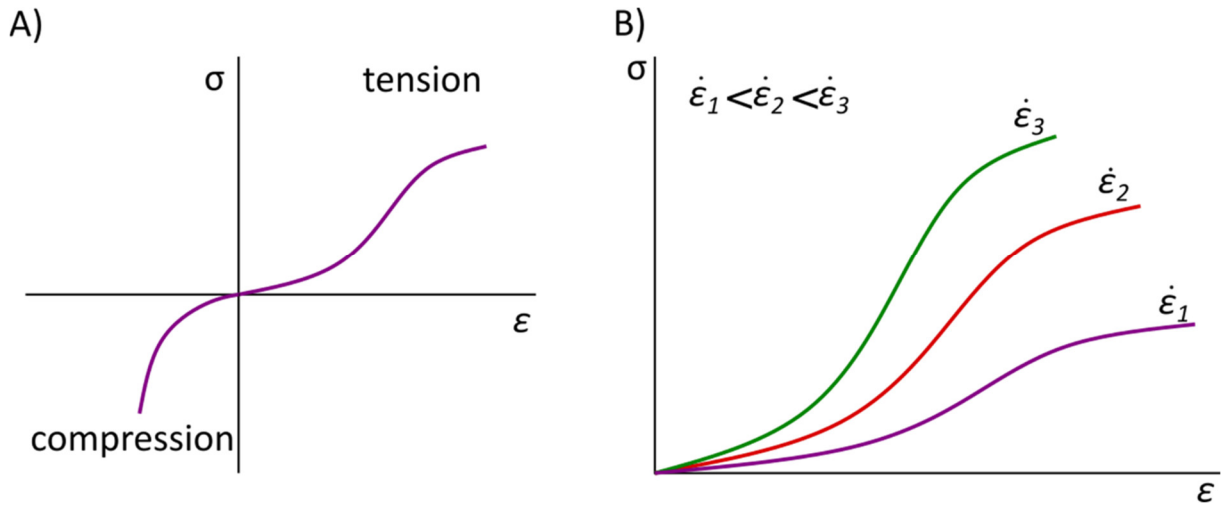 A)
σ
tension
ε
compression
B)
σ
ε̇1<ε̇2<ε̇3
ε̇3
ε̇2
ε̇1
ε